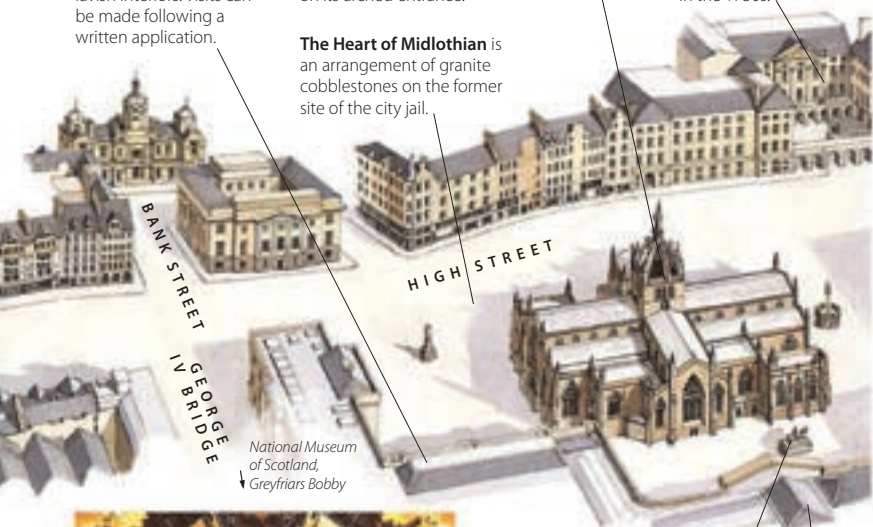 be made following a
written application.
The Heart of Midlothian is
an arrangement of granite
cobblestones on the former
site of the city jail.
BANK STREET
HIGH STREET
GEORGE
IV BRIDGE
National Museum
of Scotland,
Greyfriars Bobby